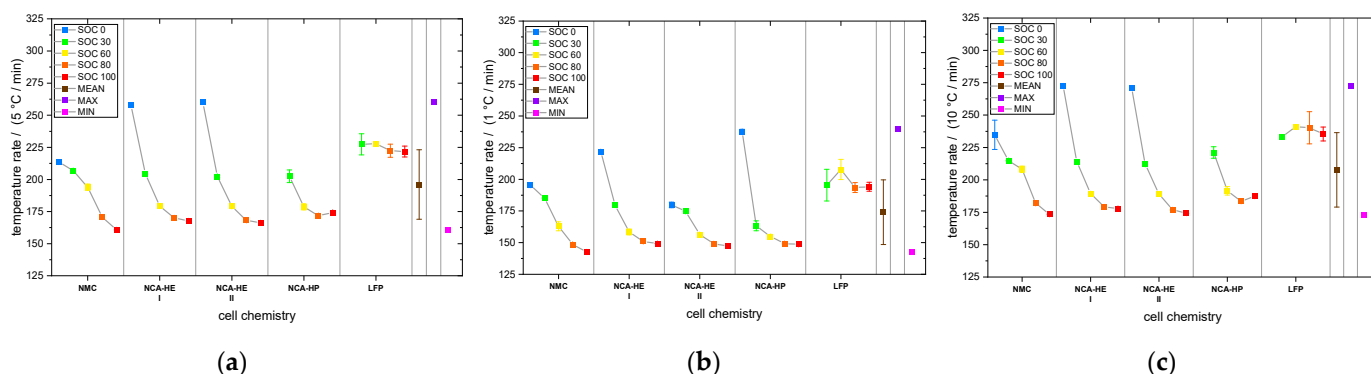 325
300
275
250
225
200
175
150
125
temperature rate / (5 °C / min)
SOC 0
SOC 30
SOC 60
SOC 80
SOC 100
MEAN
MAX
MIN
NMC
NCA-HE
I
NCA-HE
II
NCA-HP
LFP
cell chemistry
(a)
325
300
275
250
225
200
175
150
125
temperature rate / (1 °C / min)
SOC 0
SOC 30
SOC 60
SOC 80
SOC 100
MEAN
MAX
MIN
NMC
NCA-HE
I
NCA-HE
II
NCA-HP
LFP
cell chemistry
(b)
325
300
275
250
225
200
175
150
125
temperature rate / (10 °C / min)
SOC 0
SOC 30
SOC 60
SOC 80
SOC 100
MEAN
MAX
MIN
NMC
NCA-HE
I
NCA-HE
II
NCA-HP
LFP
cell chemistry
(c)